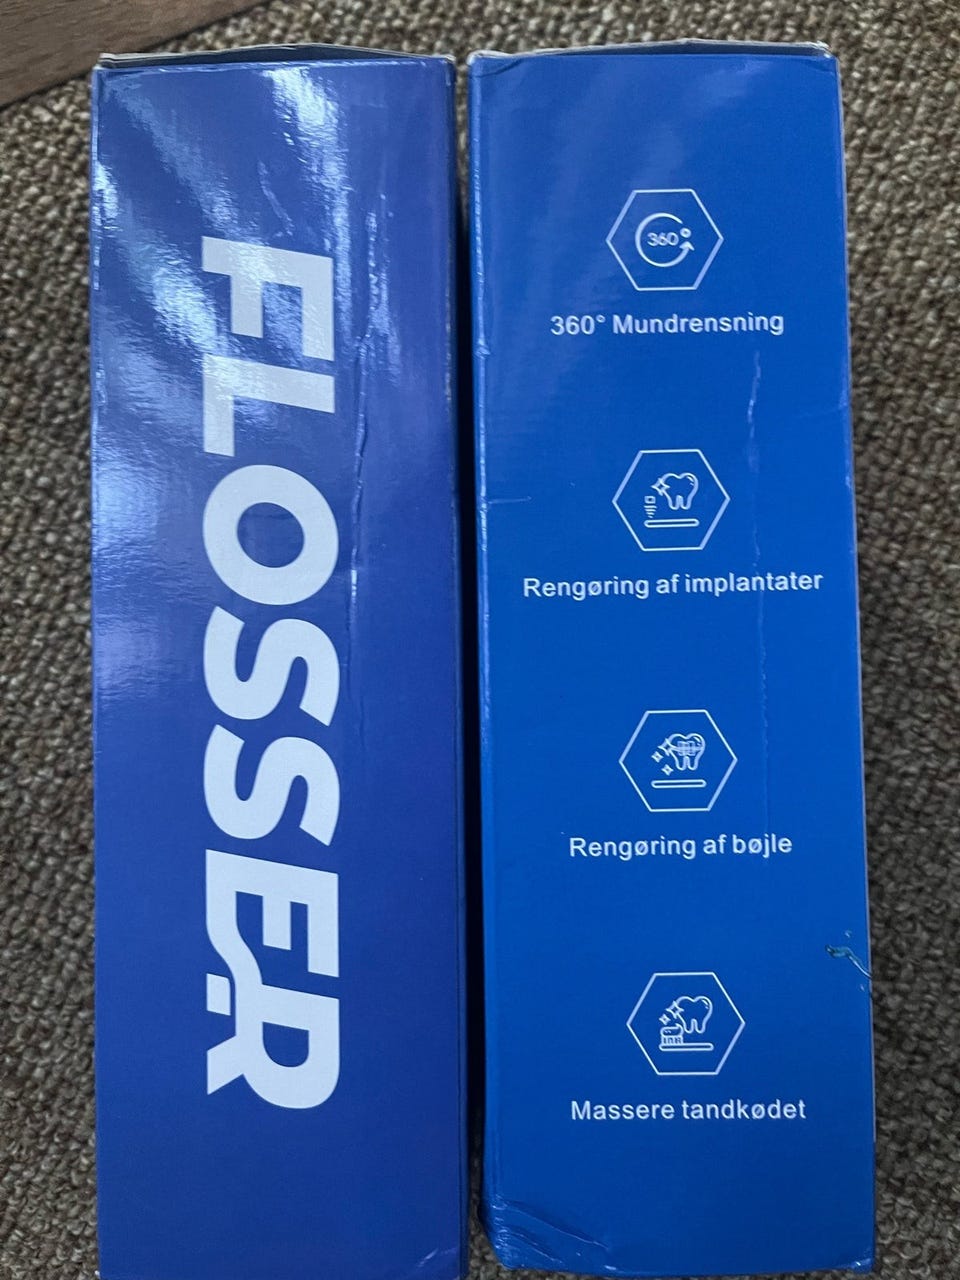 FLOSSER
360°
360° Mundrensning
Rengøring af implantater
Rengøring af bøjle
Massere tandkødet